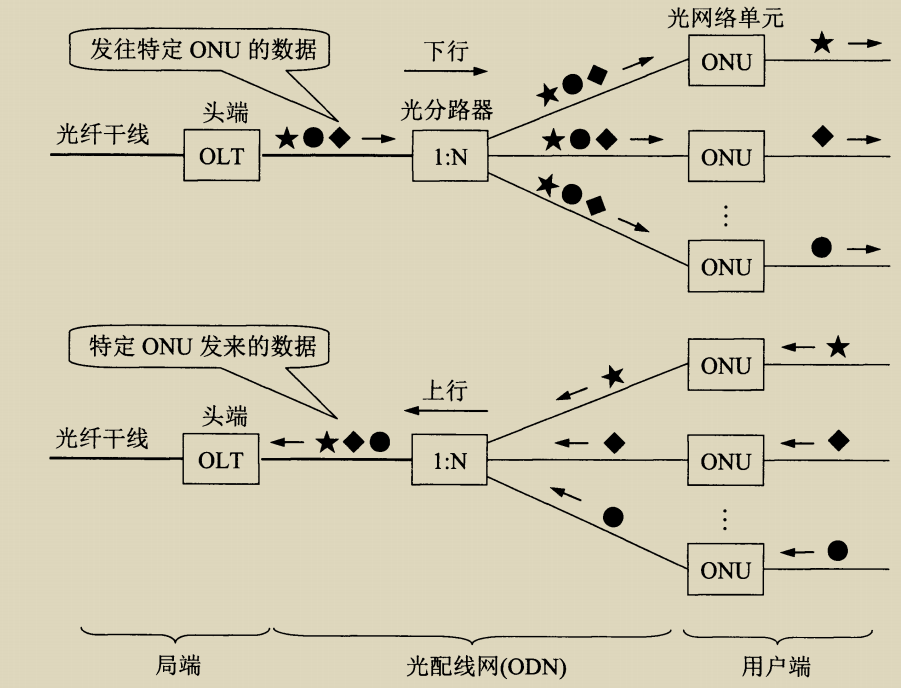 光网络单元
发往特定 ONU 的数据
下行
ONU
头端
光分路器
光纤干线
OLT
1:N
ONU
⋮
ONU
特定 ONU 发来的数据
ONU
上行
头端
光纤干线
OLT
1:N
ONU
⋮
ONU
局端
光配线网(ODN)
用户端